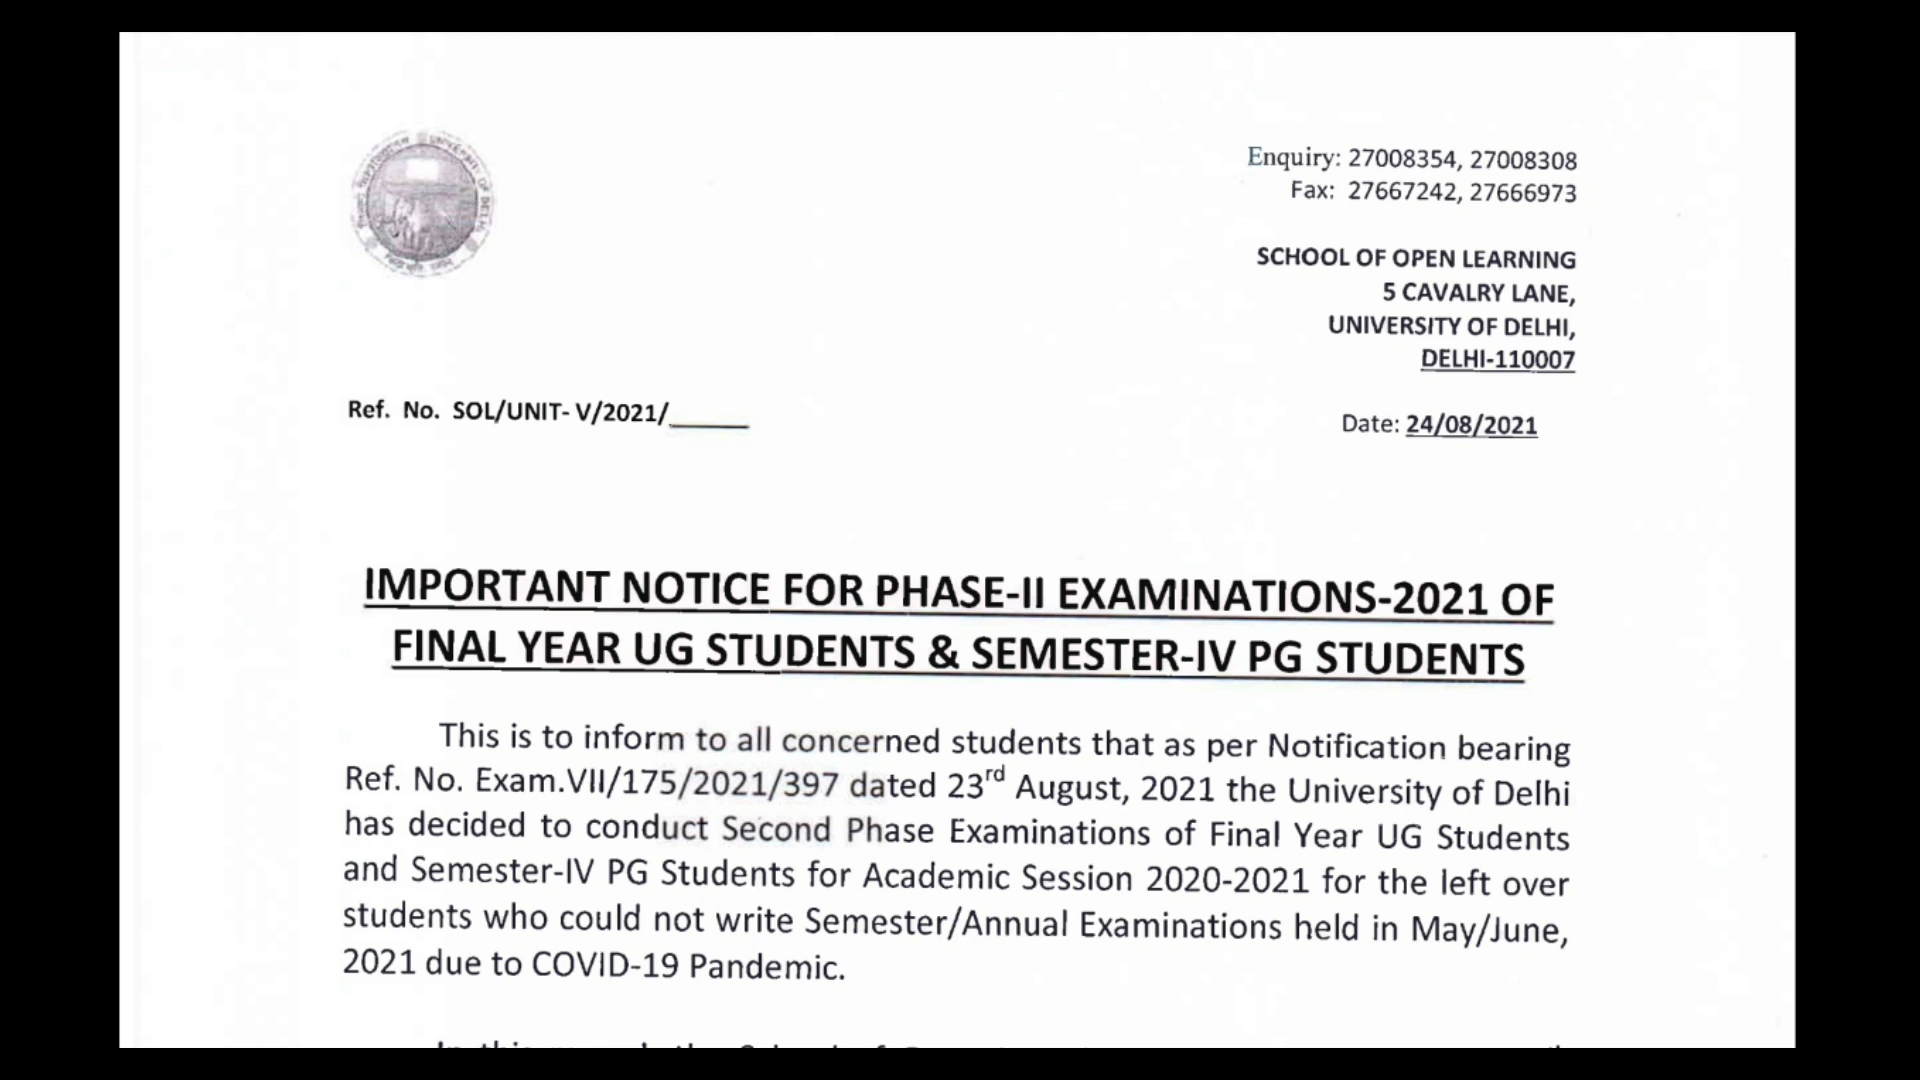 UNIVERSITY OF DELHI
Enquiry: 27008354, 27008308
Fax: 27667242, 27666973
SCHOOL OF OPEN LEARNING
5 CAVALRY LANE,
UNIVERSITY OF DELHI,
DELHI-110007
Ref. No. SOL/UNIT- V/2021/______
Date: 24/08/2021
IMPORTANT NOTICE FOR PHASE-II EXAMINATIONS-2021 OF
FINAL YEAR UG STUDENTS & SEMESTER-IV PG STUDENTS
This is to inform to all concerned students that as per Notification bearing
Ref. No. Exam.VII/175/2021/397 dated 23rd August, 2021 the University of Delhi
has decided to conduct Second Phase Examinations of Final Year UG Students
and Semester-IV PG Students for Academic Session 2020-2021 for the left over
students who could not write Semester/Annual Examinations held in May/June,
2021 due to COVID-19 Pandemic.